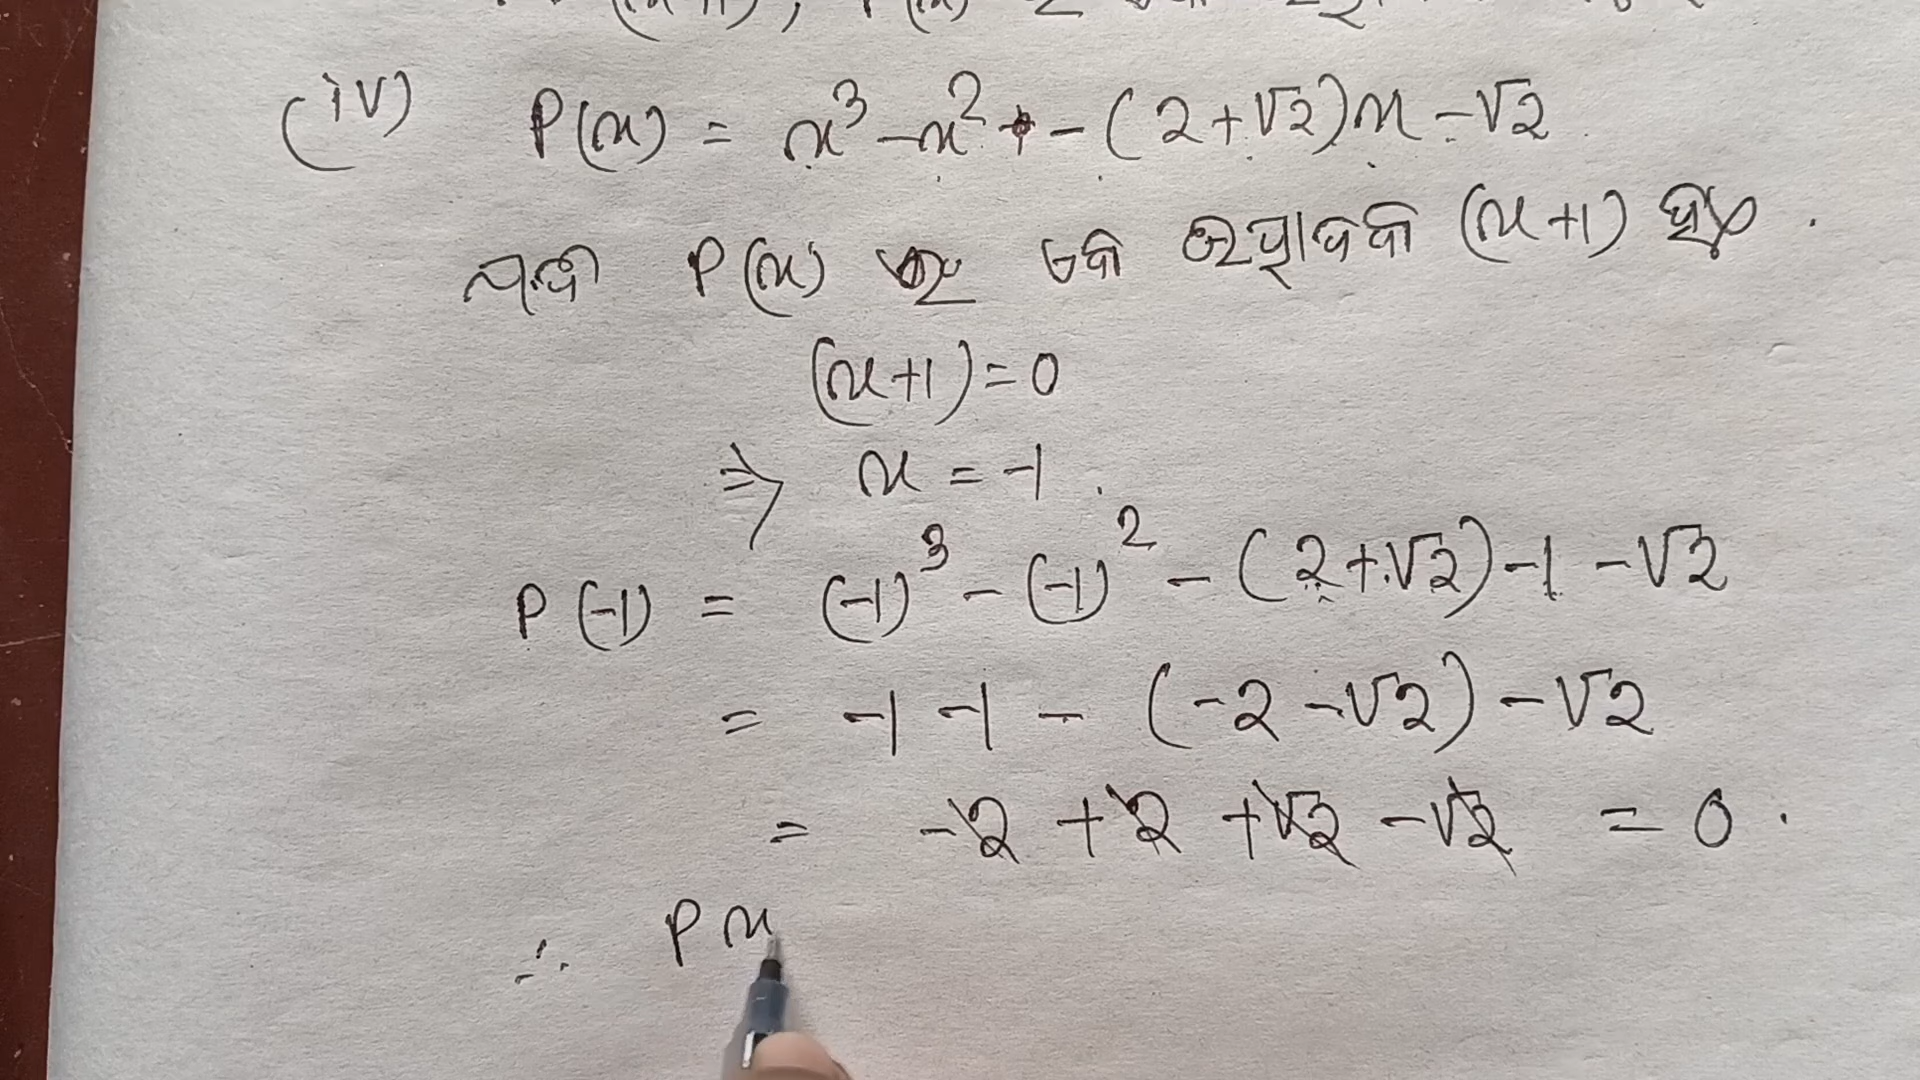 (iv) P(x) = x³ - x² - (2+√2)x - √2
ଯଦି P(x) ର ଏକ ଉତ୍ପାଦକ (x+1) ହୁଏ .
(x+1) = 0
⇒ x = -1 .
P(-1) = (-1)³ - (-1)² - (2+√2)-1 - √2
= -1 -1 - (-2 -√2) - √2
= -2 + 2 + √2 - √2 = 0 .
∴ P x